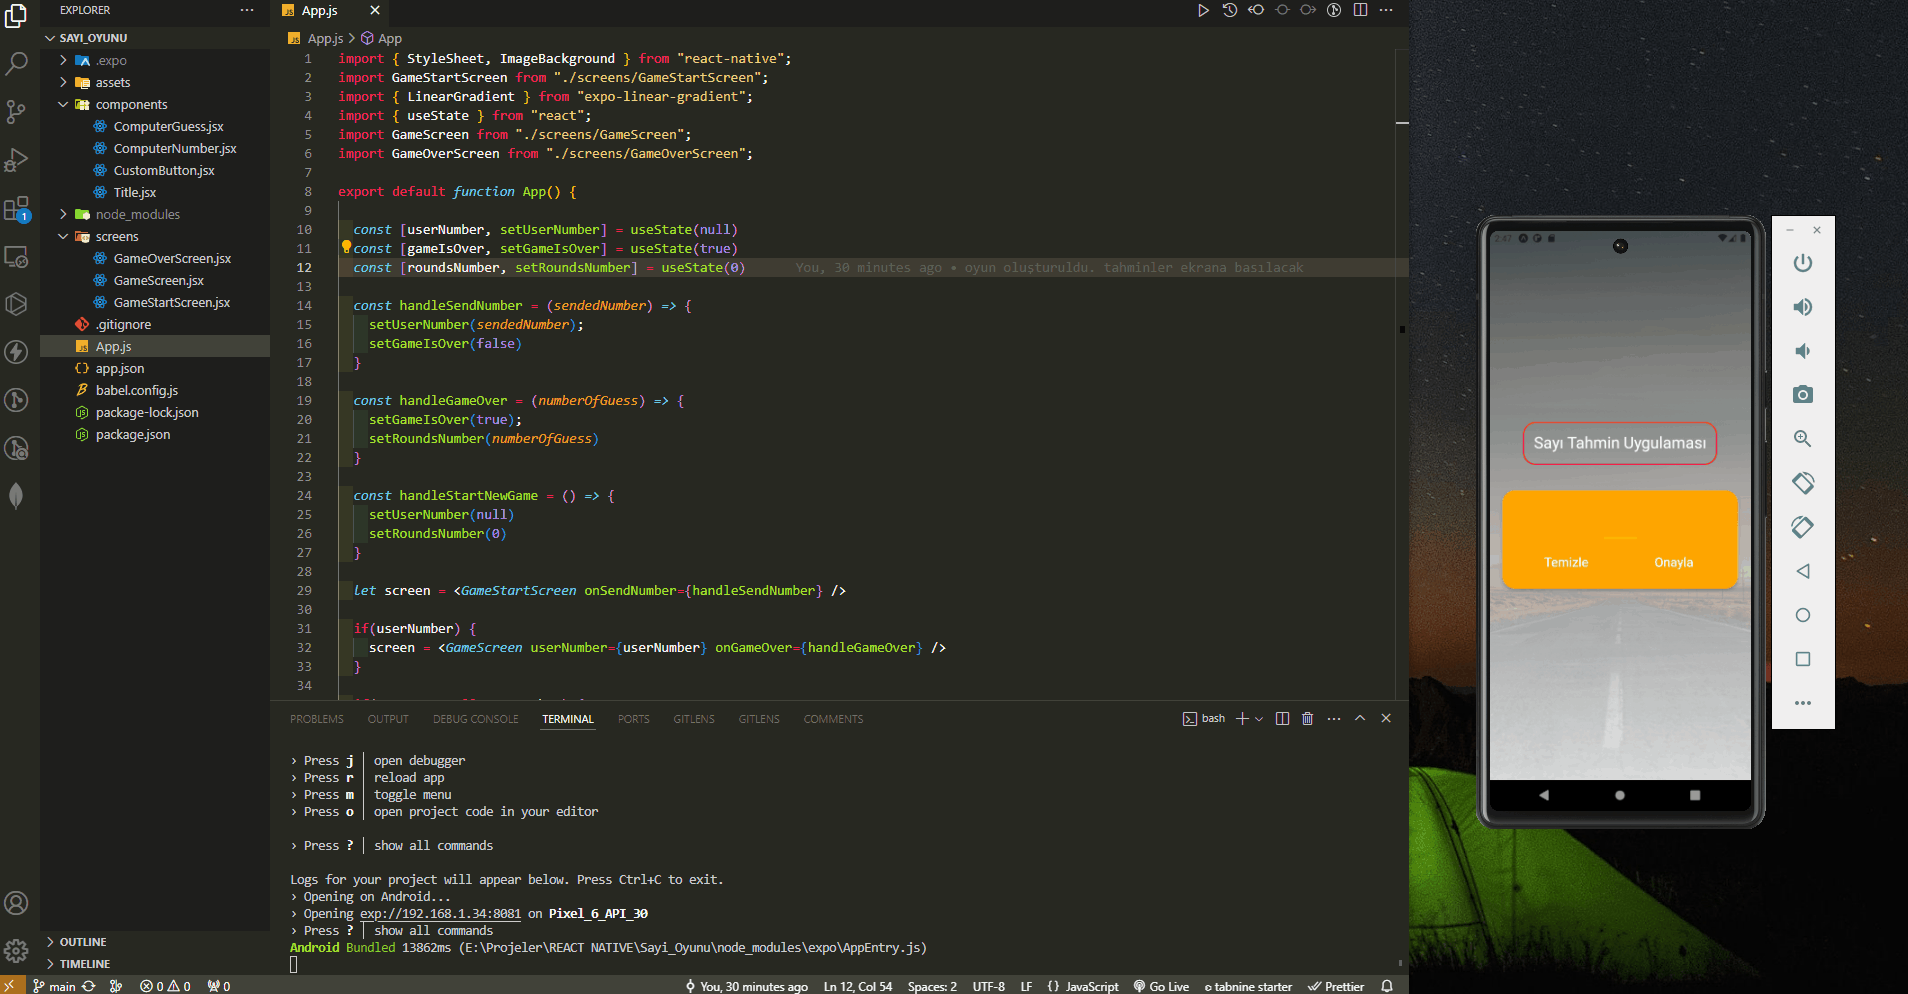 EXPLORER
SAYI_OYUNU
.expo
assets
components
ComputerGuess.jsx
ComputerNumber.jsx
CustomButton.jsx
Title.jsx
node_modules
screens
GameOverScreen.jsx
GameScreen.jsx
GameStartScreen.jsx
.gitignore
App.js
app.json
babel.config.js
package-lock.json
package.json
OUTLINE
TIMELINE
1
App.js
App.js > App
1 import { StyleSheet, ImageBackground } from "react-native";
2 import GameStartScreen from "./screens/GameStartScreen";
3 import { LinearGradient } from "expo-linear-gradient";
4 import { useState } from "react";
5 import GameScreen from "./screens/GameScreen";
6 import GameOverScreen from "./screens/GameOverScreen";
7
8 export default function App() {
9
10 const [userNumber, setUserNumber] = useState(null)
11 const [gameIsOver, setGameIsOver] = useState(true)
12 const [roundsNumber, setRoundsNumber] = useState(0) You, 30 minutes ago • oyun oluşturuldu. tahminler ekrana basılacak
13
14 const handleSendNumber = (sendedNumber) => {
15 setUserNumber(sendedNumber);
16 setGameIsOver(false)
17 }
18
19 const handleGameOver = (numberOfGuess) => {
20 setGameIsOver(true);
21 setRoundsNumber(numberOfGuess)
22 }
23
24 const handleStartNewGame = () => {
25 setUserNumber(null)
26 setRoundsNumber(0)
27 }
28
29 let screen = <GameStartScreen onSendNumber={handleSendNumber} />
30
31 if(userNumber) {
32 screen = <GameScreen userNumber={userNumber} onGameOver={handleGameOver} />
33 }
34
PROBLEMS OUTPUT DEBUG CONSOLE TERMINAL PORTS GITLENS GITLENS COMMENTS
bash
› Press j │ open debugger
› Press r │ reload app
› Press m │ toggle menu
› Press o │ open project code in your editor
› Press ? │ show all commands
Logs for your project will appear below. Press Ctrl+C to exit.
› Opening on Android...
› Opening exp://192.168.1.34:8081 on Pixel_6_API_30
› Press ? │ show all commands
Android Bundled 13862ms (E:\Projeler\REACT NATIVE\Sayi_Oyunu\node_modules\expo\AppEntry.js)
main 0 0 0 You, 30 minutes ago Ln 12, Col 54 Spaces: 2 UTF-8 LF {} JavaScript Go Live tabnine starter Prettier
2:47
Sayı Tahmin Uygulaması
Temizle Onayla